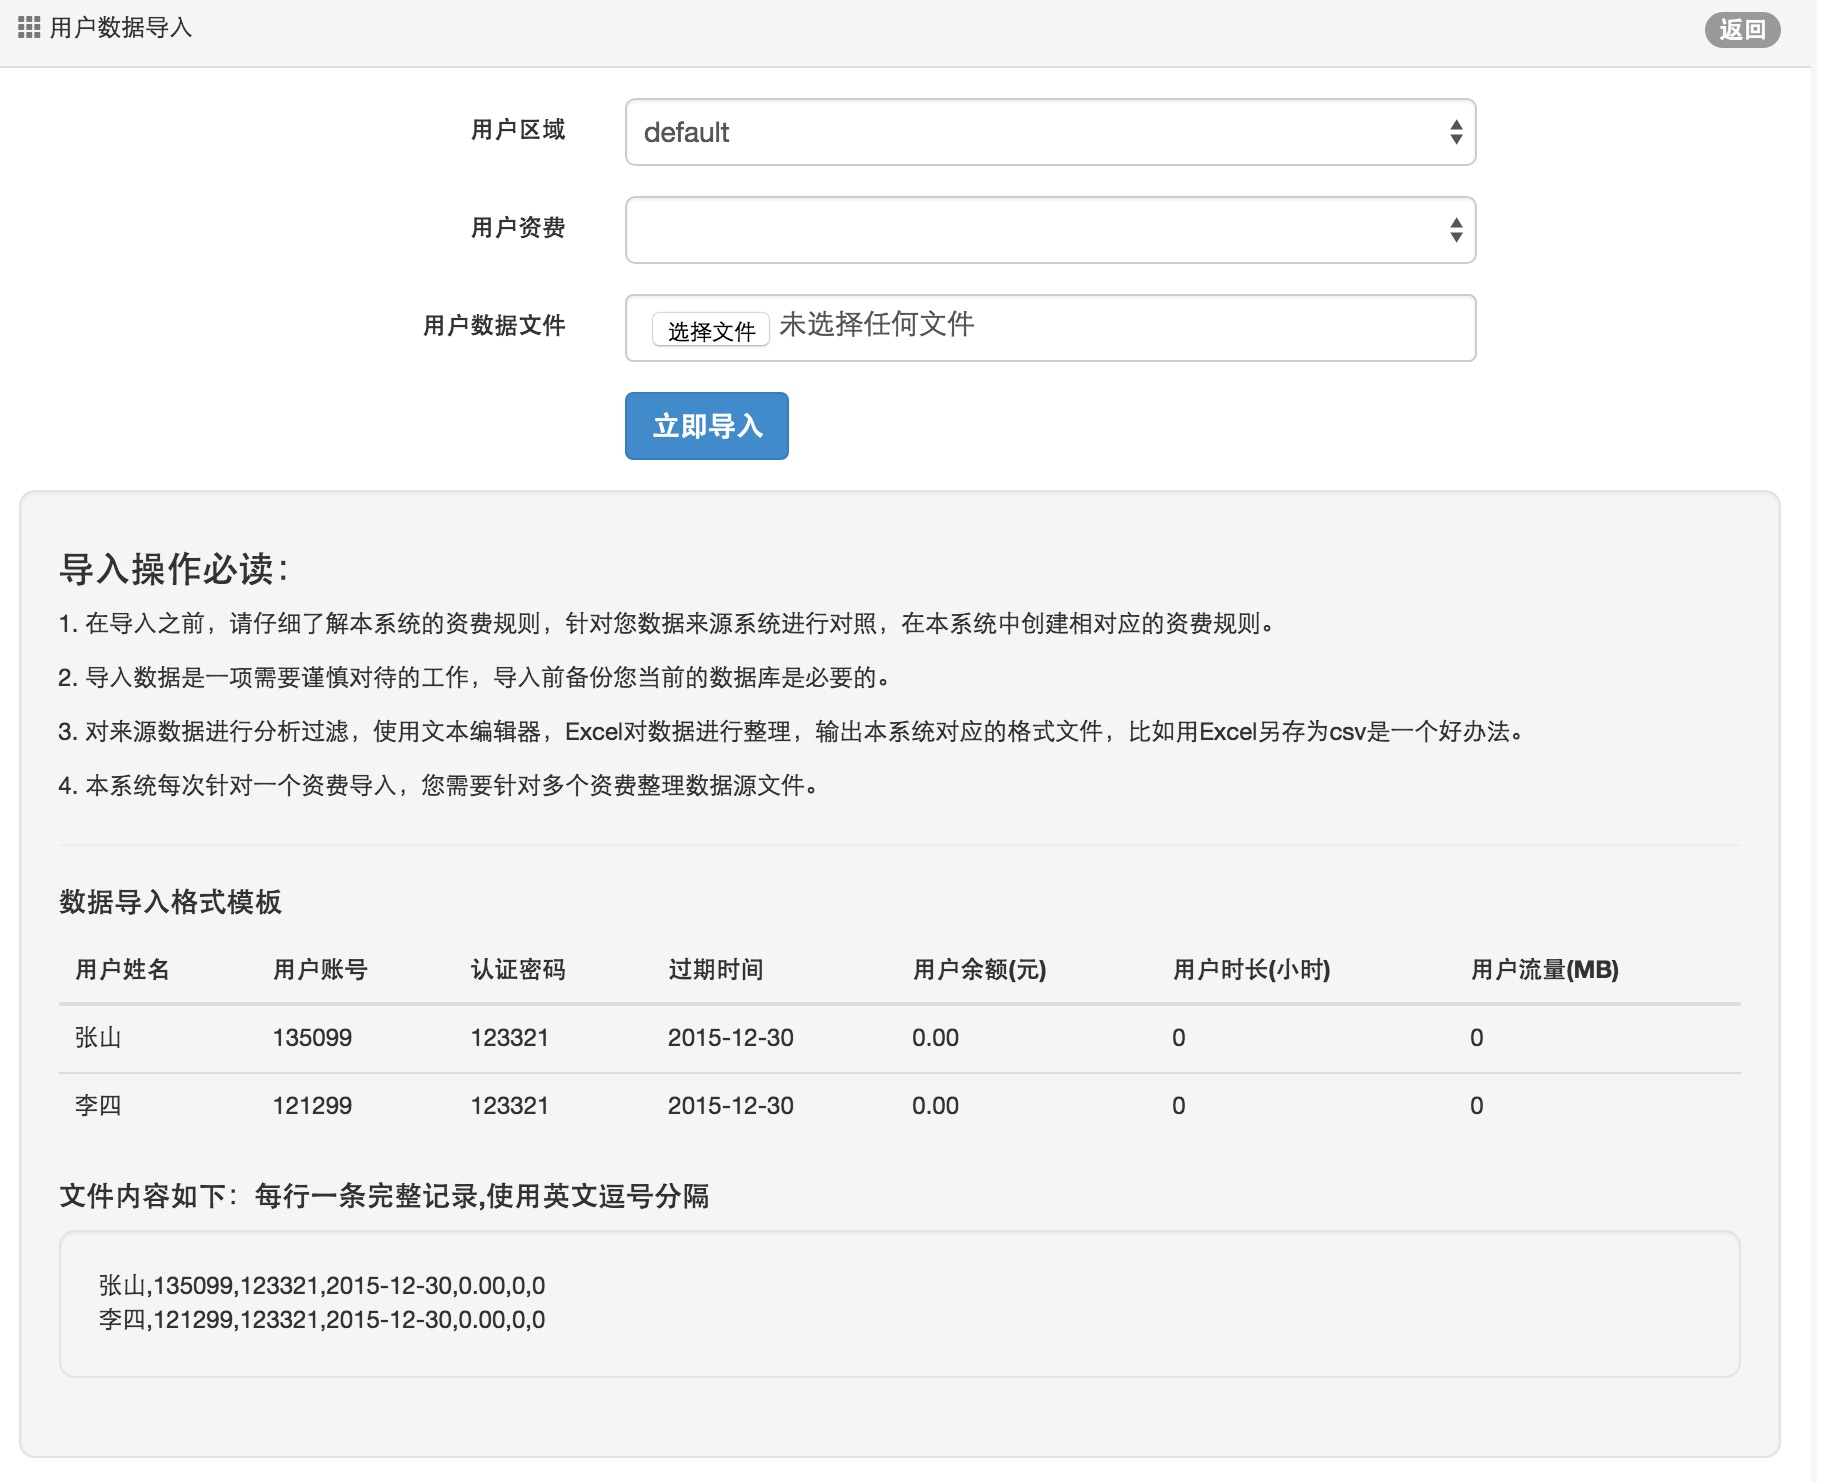 用户数据导入
返回
用户区域
default
用户资费
用户数据文件
选择文件 未选择任何文件
立即导入
导入操作必读：
1. 在导入之前，请仔细了解本系统的资费规则，针对您数据来源系统进行对照，在本系统中创建相对应的资费规则。
2. 导入数据是一项需要谨慎对待的工作，导入前备份您当前的数据库是必要的。
3. 对来源数据进行分析过滤，使用文本编辑器，Excel对数据进行整理，输出本系统对应的格式文件，比如用Excel另存为csv是一个好办法。
4. 本系统每次针对一个资费导入，您需要针对多个资费整理数据源文件。
数据导入格式模板
用户姓名 用户账号 认证密码 过期时间 用户余额(元) 用户时长(小时) 用户流量(MB)
张山 135099 123321 2015-12-30 0.00 0 0
李四 121299 123321 2015-12-30 0.00 0 0
文件内容如下：每行一条完整记录,使用英文逗号分隔
张山,135099,123321,2015-12-30,0.00,0,0
李四,121299,123321,2015-12-30,0.00,0,0